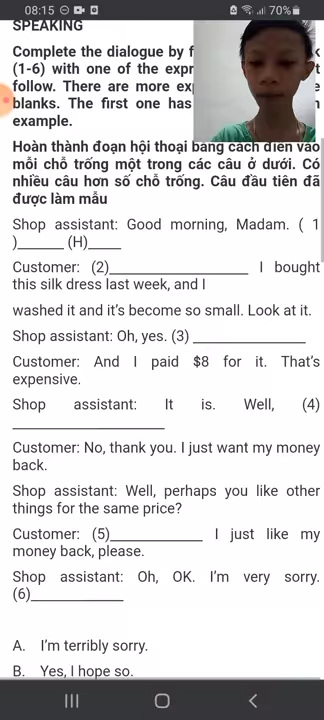 08:15
70%
SPEAKING
Complete the dialogue by f
(1-6) with one of the expr
follow. There are more ex
blanks. The first one has
example.
Hoàn thành đoạn hội thoại bằng cách điền vào
mỗi chỗ trống một trong các câu ở dưới. Có
nhiều câu hơn số chỗ trống. Câu đầu tiên đã
được làm mẫu
Shop assistant: Good morning, Madam. ( 1
)_______ (H)_____
Customer: (2)_____________________ I bought
this silk dress last week, and I
washed it and it's become so small. Look at it.
Shop assistant: Oh, yes. (3) _________________
Customer: And I paid $8 for it. That's
expensive.
Shop assistant: It is. Well, (4)
_______________________
Customer: No, thank you. I just want my money
back.
Shop assistant: Well, perhaps you like other
things for the same price?
Customer: (5)______________ I just like my
money back, please.
Shop assistant: Oh, OK. I'm very sorry.
(6)______________
A. I'm terribly sorry.
B. Yes, I hope so.